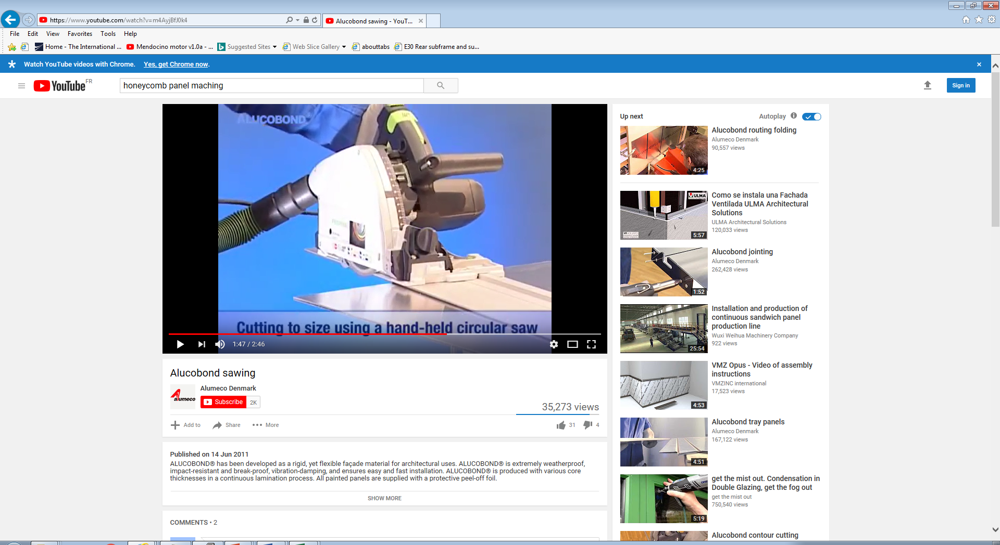 https://www.youtube.com/watch?v=m4AyjBfJ0k4
Alucobond sawing - YouT...
File Edit View Favorites Tools Help
Home - The International ... Mendocino motor v1.0a - ... Suggested Sites Web Slice Gallery abouttabs E30 Rear subframe and su...
Watch YouTube videos with Chrome. Yes, get Chrome now.
YouTube FR
honeycomb panel maching
Sign in
ALUCOBOND®
Cutting to size using a hand-held circular saw
1:47 / 2:46
Alucobond sawing
alumeco
Alumeco Denmark
Subscribe 2K
35,273 views
Add to Share More
31 4
Published on 14 Jun 2011
ALUCOBOND® has been developed as a rigid, yet flexible façade material for architectural uses. ALUCOBOND® is extremely weatherproof,
impact-resistant and break-proof, vibration-damping, and ensures easy and fast installation. ALUCOBOND® is produced with various core
thicknesses in a continuous lamination process. All painted panels are supplied with a protective peel-off foil.
SHOW MORE
COMMENTS • 2
Up next Autoplay
Alucobond routing folding
Alumeco Denmark
90,557 views
4:25
Como se instala una Fachada
Ventilada ULMA Architectural
Solutions
ULMA Architectural Solutions
120,033 views
ULMA
5:57
Alucobond jointing
Alumeco Denmark
262,428 views
1:52
Installation and production of
continuous sandwich panel
production line
Wuxi Weihua Machinery Company
922 views
25:54
VMZ Opus - Video of assembly
instructions
VMZINC international
17,523 views
4:53
Alucobond tray panels
Alumeco Denmark
167,122 views
4:51
get the mist out. Condensation in
Double Glazing, get the fog out
get the mist out
750,540 views
5:19
Alucobond contour cutting